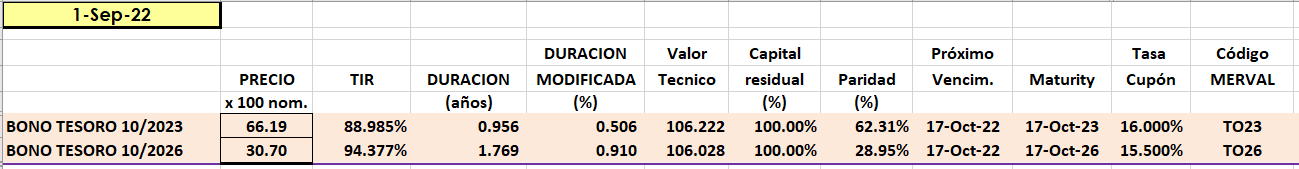 1-Sep-22
DURACION Valor Capital Próximo Tasa Código
PRECIO TIR DURACION MODIFICADA Tecnico residual Paridad Vencim. Maturity Cupón MERVAL
x 100 nom. (años) (%) (%) (%)
BONO TESORO 10/2023 66.19 88.985% 0.956 0.506 106.222 100.00% 62.31% 17-Oct-22 17-Oct-23 16.000% TO23
BONO TESORO 10/2026 30.70 94.377% 1.769 0.910 106.028 100.00% 28.95% 17-Oct-22 17-Oct-26 15.500% TO26